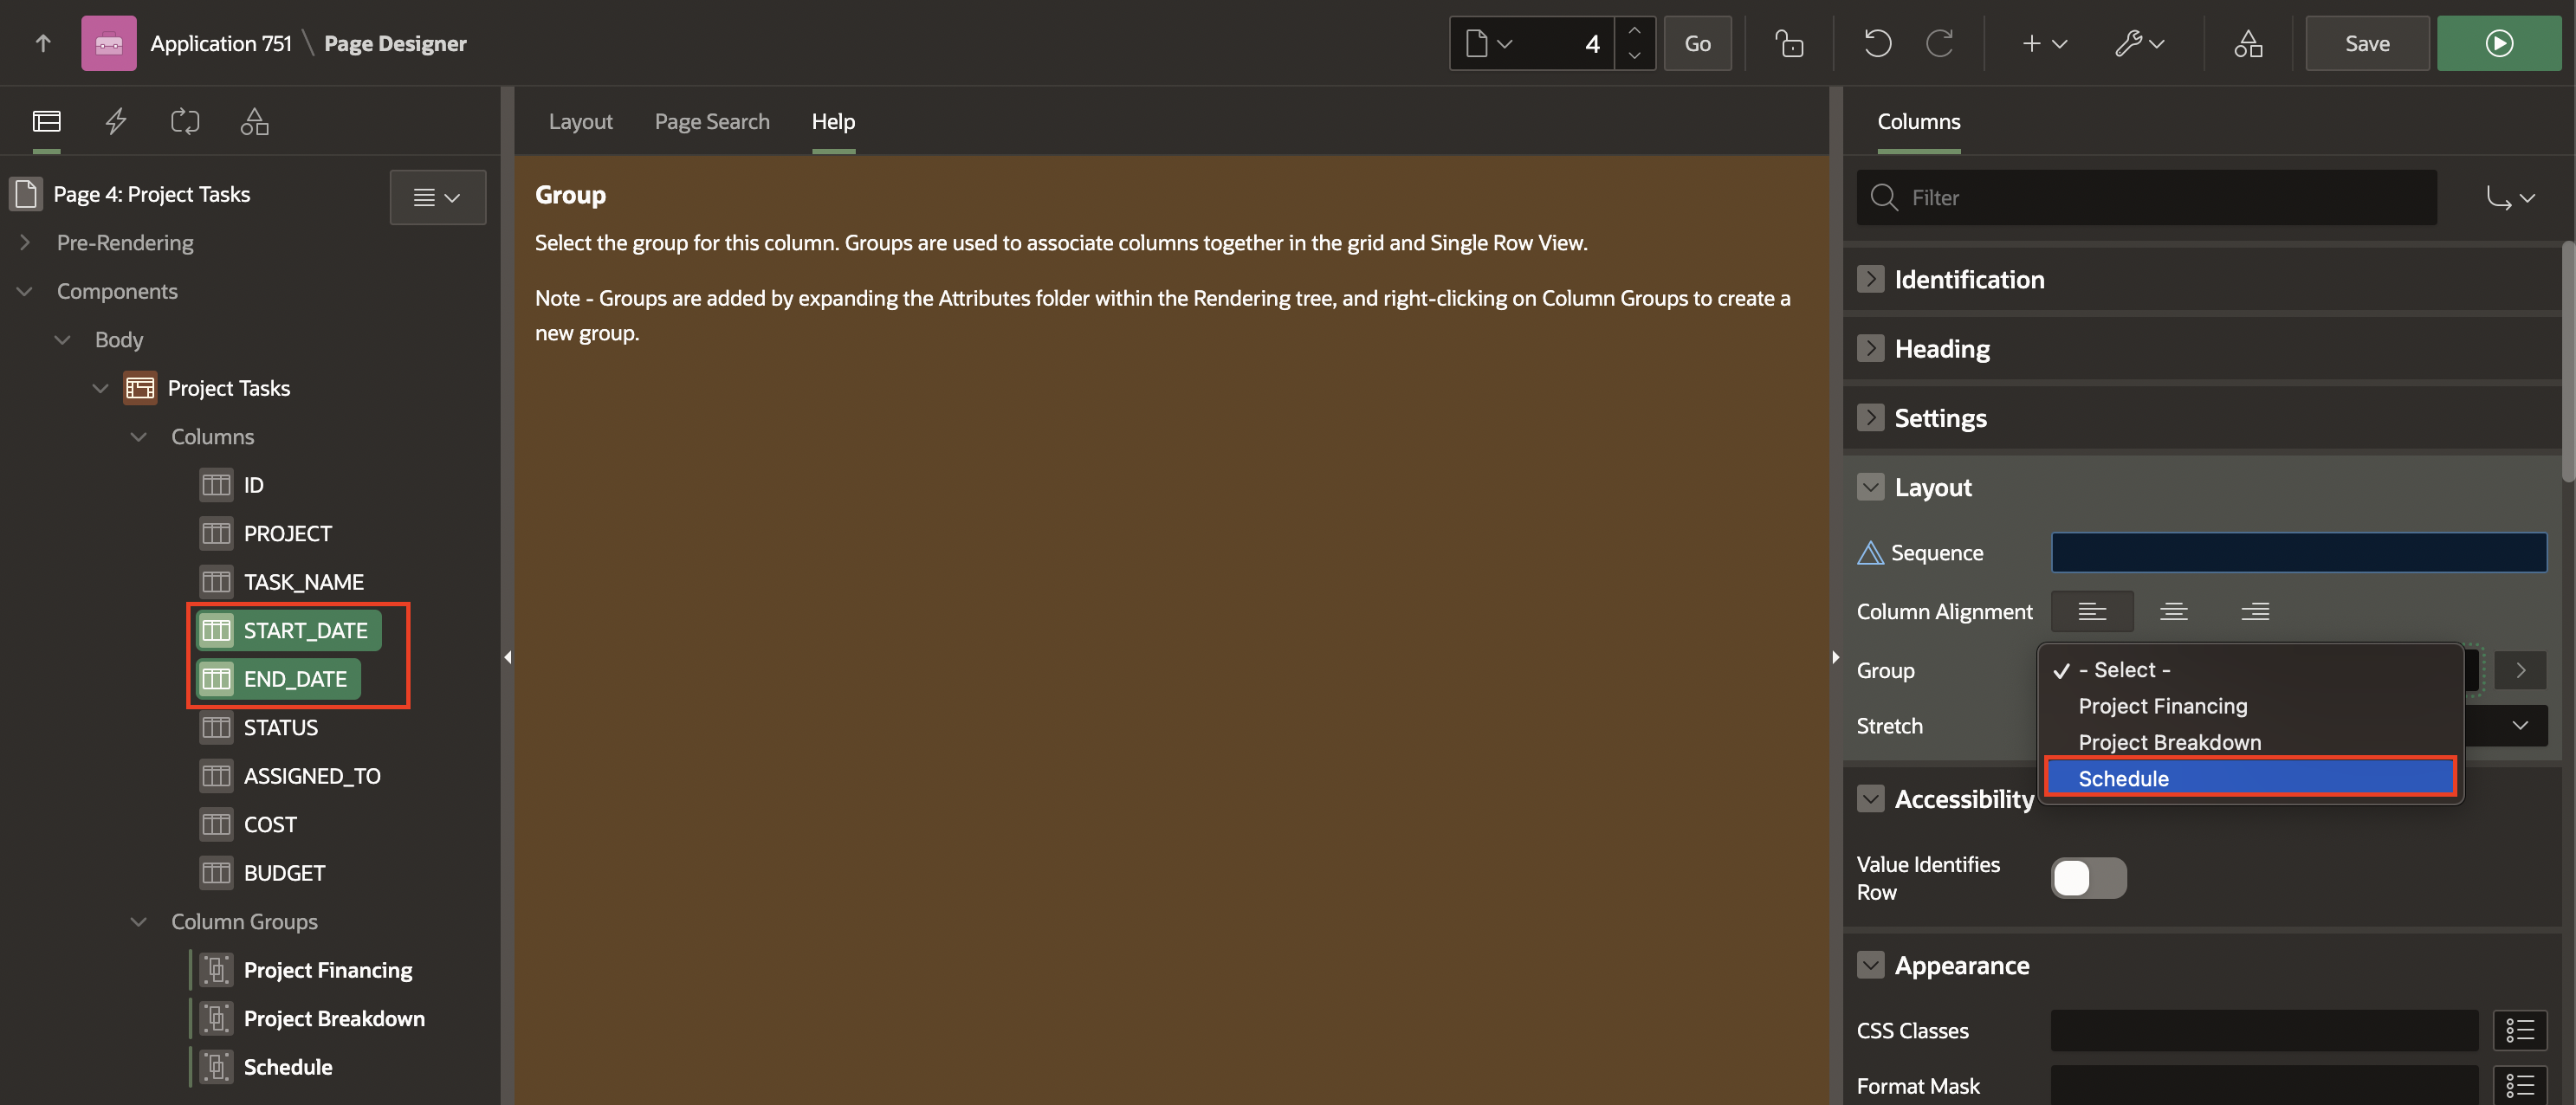 Application 751 \ Page Designer
4
Go
Save
Page 4: Project Tasks
Pre-Rendering
Components
Body
Project Tasks
Columns
ID
PROJECT
TASK_NAME
START_DATE
END_DATE
STATUS
ASSIGNED_TO
COST
BUDGET
Column Groups
Project Financing
Project Breakdown
Schedule
Layout
Page Search
Help
Group
Select the group for this column. Groups are used to associate columns together in the grid and Single Row View.
Note - Groups are added by expanding the Attributes folder within the Rendering tree, and right-clicking on Column Groups to create a
new group.
Columns
Filter
Identification
Heading
Settings
Layout
Sequence
Column Alignment
Group
- Select -
Project Financing
Project Breakdown
Schedule
Stretch
Accessibility
Value Identifies
Row
Appearance
CSS Classes
Format Mask